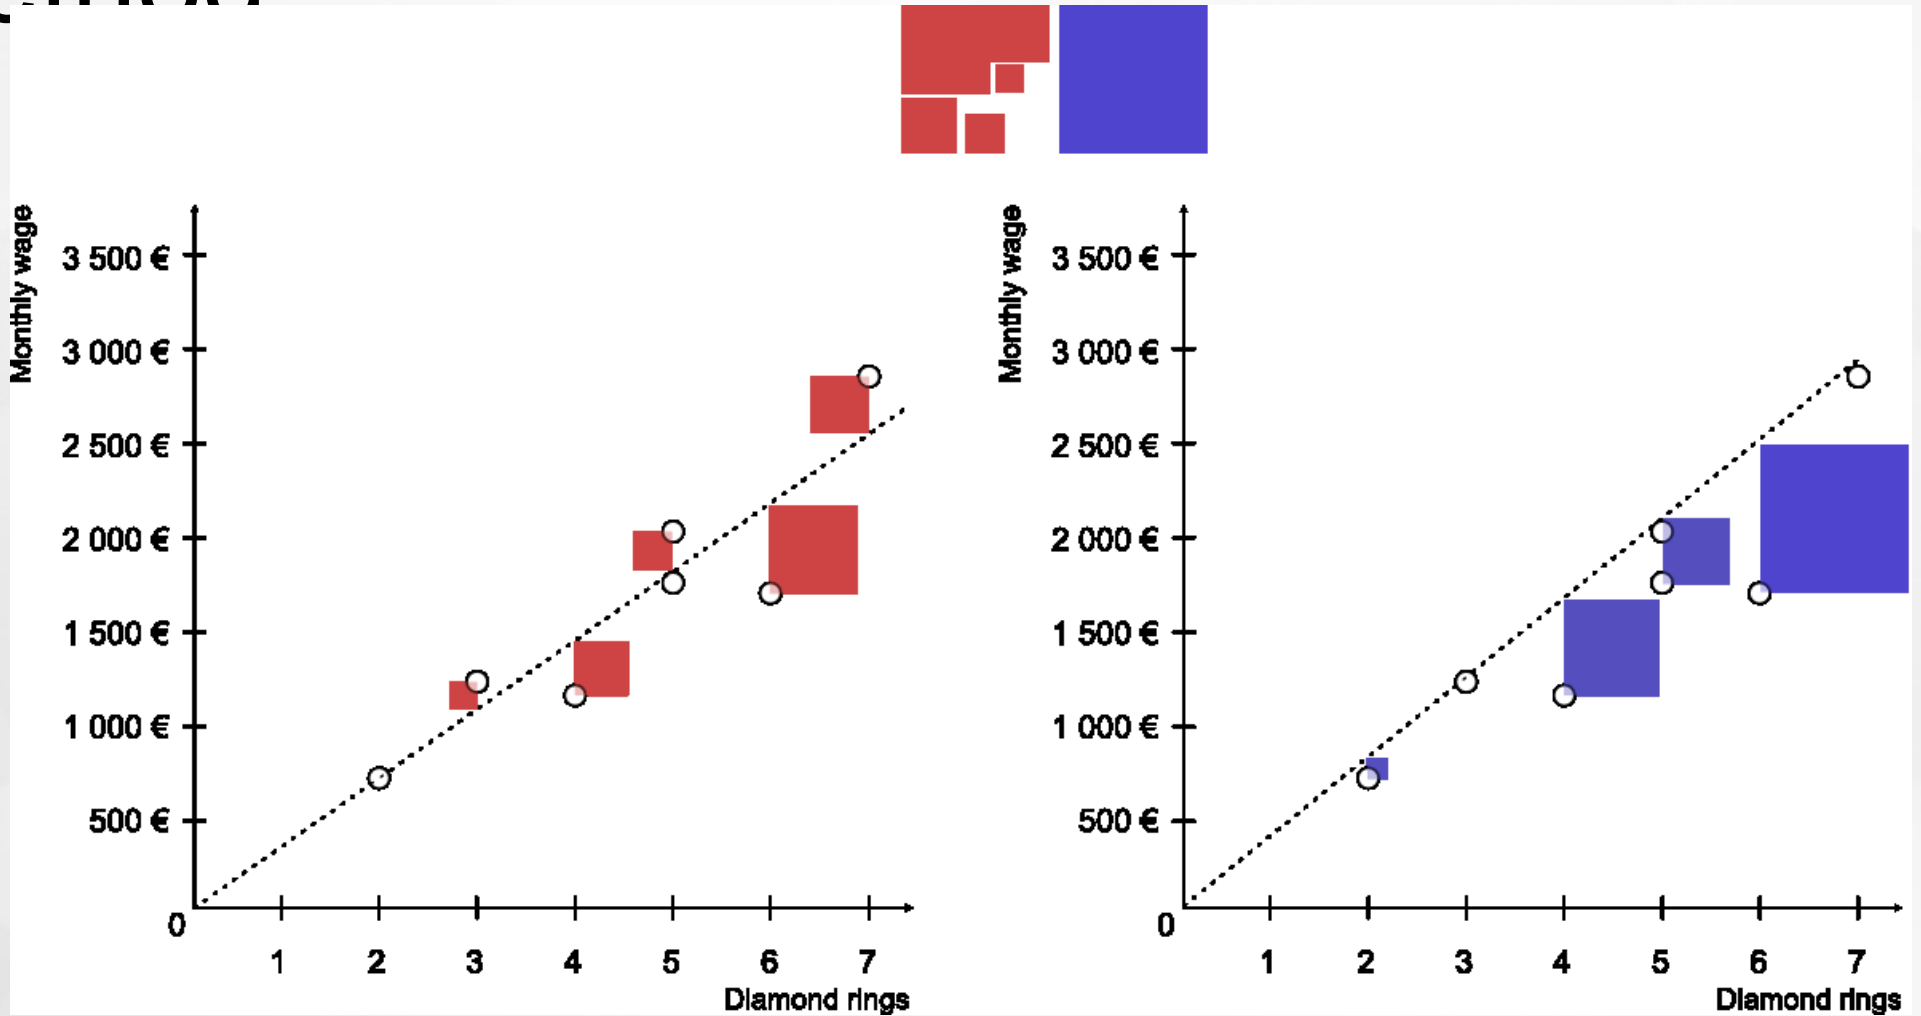 Monthly wage
3 500 €
3 000 €
2 500 €
2 000 €
1 500 €
1 000 €
500 €
0
1 2 3 4 5 6 7
Diamond rings
Monthly wage
3 500 €
3 000 €
2 500 €
2 000 €
1 500 €
1 000 €
500 €
0
1 2 3 4 5 6 7
Diamond rings